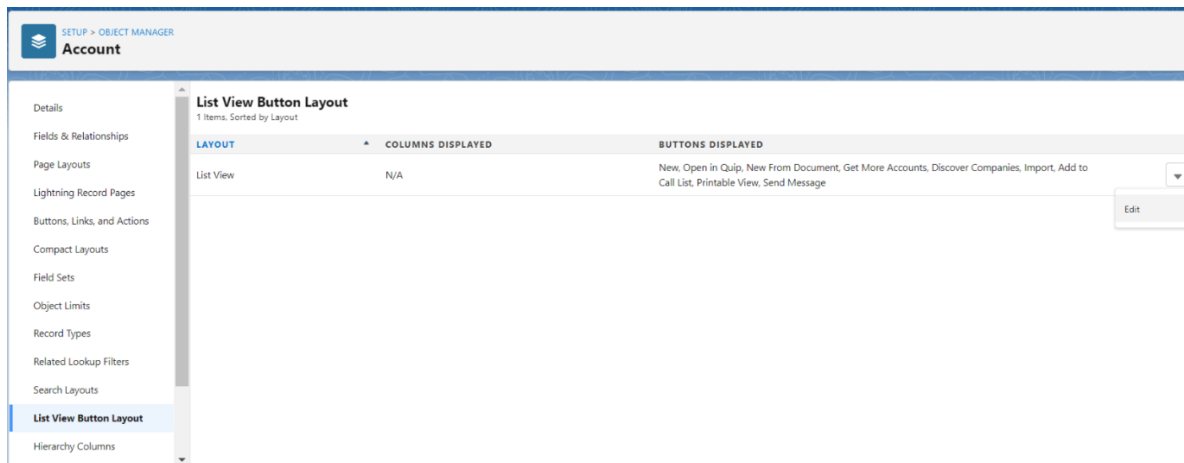 SETUP > OBJECT MANAGER
Account
Details
Fields & Relationships
Page Layouts
Lightning Record Pages
Buttons, Links, and Actions
Compact Layouts
Field Sets
Object Limits
Record Types
Related Lookup Filters
Search Layouts
List View Button Layout
Hierarchy Columns
List View Button Layout
1 Items, Sorted by Layout
LAYOUT COLUMNS DISPLAYED BUTTONS DISPLAYED
List View N/A New, Open in Quip, New From Document, Get More Accounts, Discover Companies, Import, Add to
Call List, Printable View, Send Message
Edit